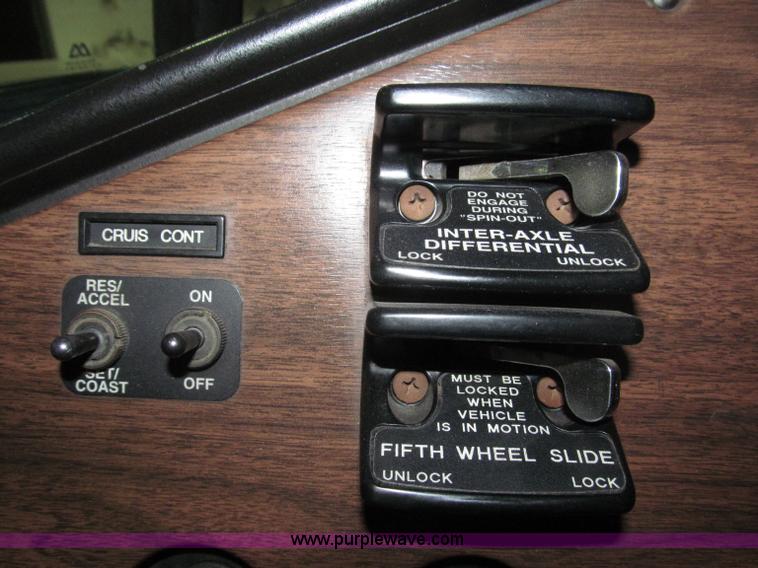 CRUIS CONT
RES/
ACCEL
ON
SET/
COAST
OFF
DO NOT
ENGAGE
DURING
"SPIN-OUT"
INTER-AXLE
DIFFERENTIAL
LOCK UNLOCK
MUST BE
LOCKED
WHEN
VEHICLE
IS IN MOTION
FIFTH WHEEL SLIDE
UNLOCK LOCK
www.purplewave.com